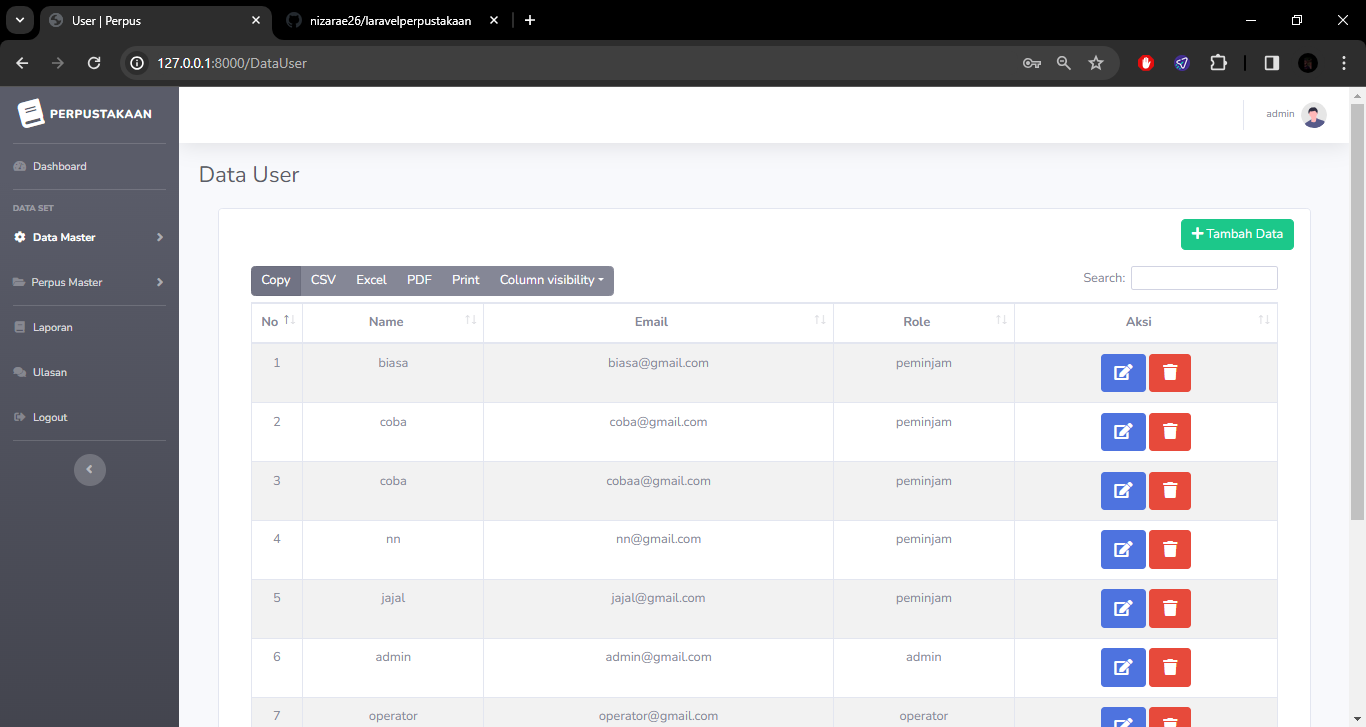 User | Perpus
nizarae26/laravelperpustakaan
127.0.0.1:8000/DataUser
PERPUSTAKAAN
admin
Dashboard
DATA SET
Data Master
Perpus Master
Laporan
Ulasan
Logout
Data User
Tambah Data
Copy CSV Excel PDF Print Column visibility
Search:
No Name Email Role Aksi
1 biasa biasa@gmail.com peminjam
2 coba coba@gmail.com peminjam
3 coba cobaa@gmail.com peminjam
4 nn nn@gmail.com peminjam
5 jajal jajal@gmail.com peminjam
6 admin admin@gmail.com admin
7 operator operator@gmail.com operator